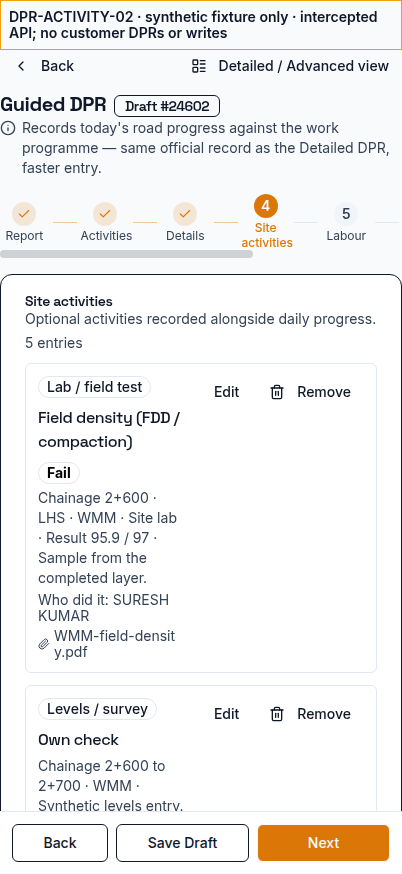 DPR-ACTIVITY-02 · synthetic fixture only · intercepted
API; no customer DPRs or writes
Back
Detailed / Advanced view
Guided DPR
Draft #24602
Records today's road progress against the work
programme — same official record as the Detailed DPR,
faster entry.
Report
Activities
Details
4
Site
activities
5
Labour
Site activities
Optional activities recorded alongside daily progress.
5 entries
Lab / field test
Edit
Remove
Field density (FDD /
compaction)
Fail
Chainage 2+600 ·
LHS · WMM · Site lab
· Result 95.9 / 97 ·
Sample from the
completed layer.
Who did it: SURESH
KUMAR
WMM-field-densit
y.pdf
Levels / survey
Edit
Remove
Own check
Chainage 2+600 to
2+700 · WMM ·
Synthetic levels entry.
Back
Save Draft
Next